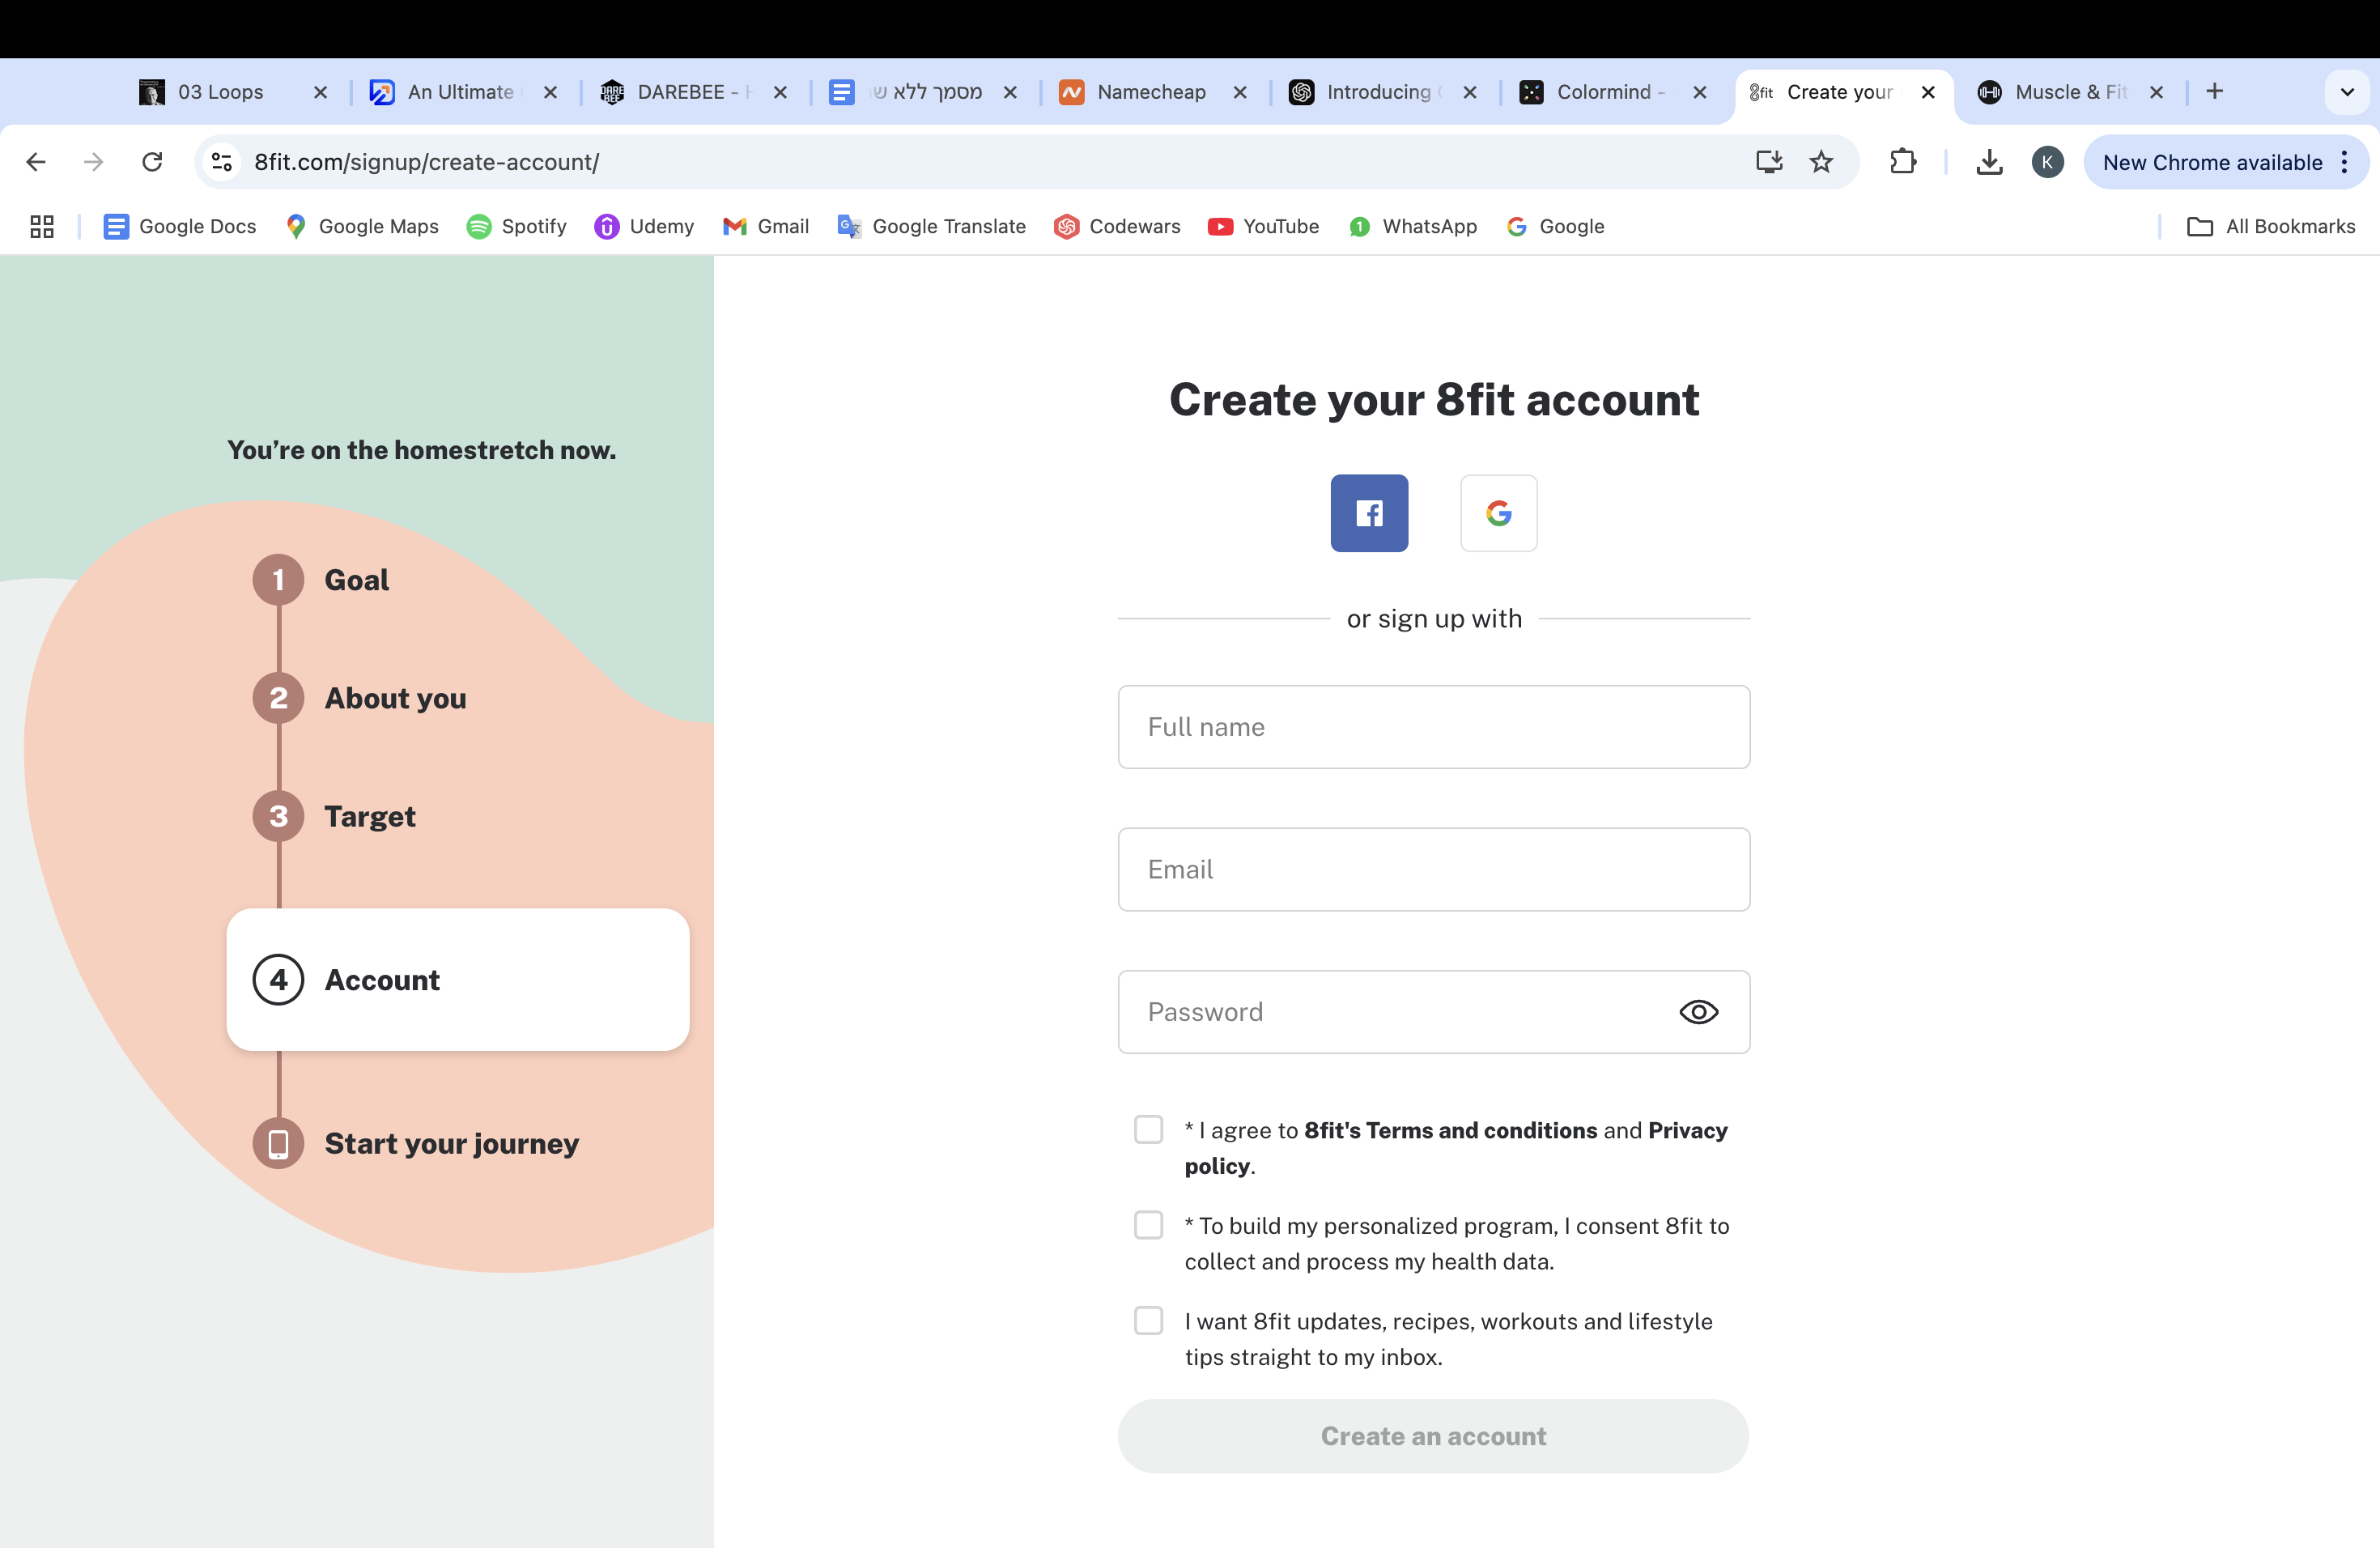 03 Loops
An Ultimate
DAREBEE -
מסמך ללא
Namecheap
Introducing
Colormind -
8fit
Create your
Muscle & Fit
8fit.com/signup/create-account/
K
New Chrome available
Google Docs
Google Maps
Spotify
Udemy
Gmail
Google Translate
Codewars
YouTube
1
WhatsApp
Google
All Bookmarks
You’re on the homestretch now.
1
Goal
2
About you
3
Target
4
Account
Start your journey
Create your 8fit account
or sign up with
Full name
Email
Password
* I agree to 8fit's Terms and conditions and Privacy
policy.
* To build my personalized program, I consent 8fit to
collect and process my health data.
I want 8fit updates, recipes, workouts and lifestyle
tips straight to my inbox.
Create an account